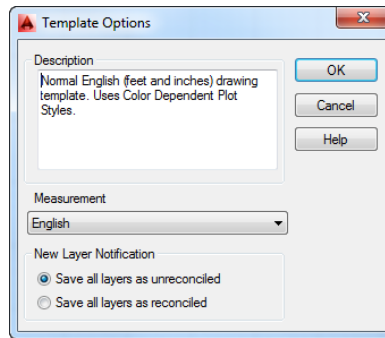 Template Options
Description
Normal English (feet and inches) drawing
template. Uses Color Dependent Plot
Styles.
OK
Cancel
Help
Measurement
English
New Layer Notification
Save all layers as unreconciled
Save all layers as reconciled